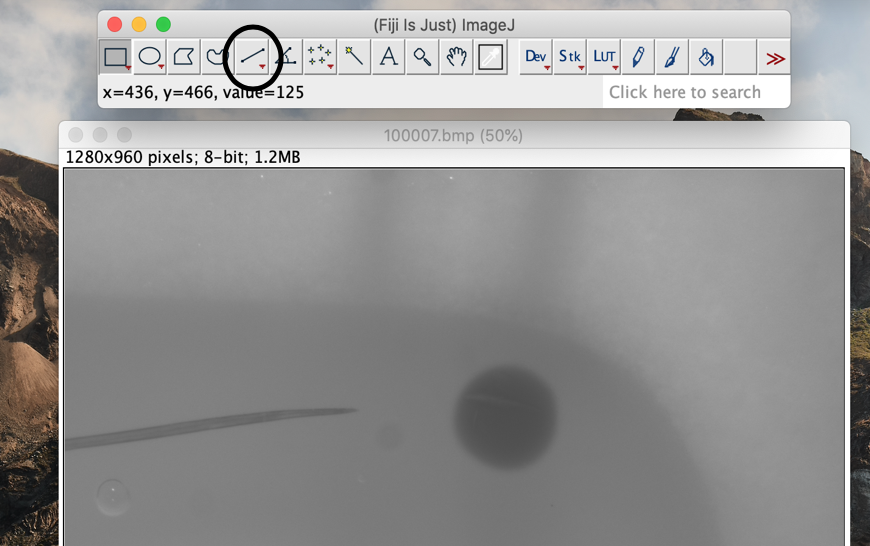 (Fiji Is Just) ImageJ
A Dev Stk LUT >>
x=436, y=466, value=125 Click here to search
100007.bmp (50%)
1280x960 pixels; 8-bit; 1.2MB